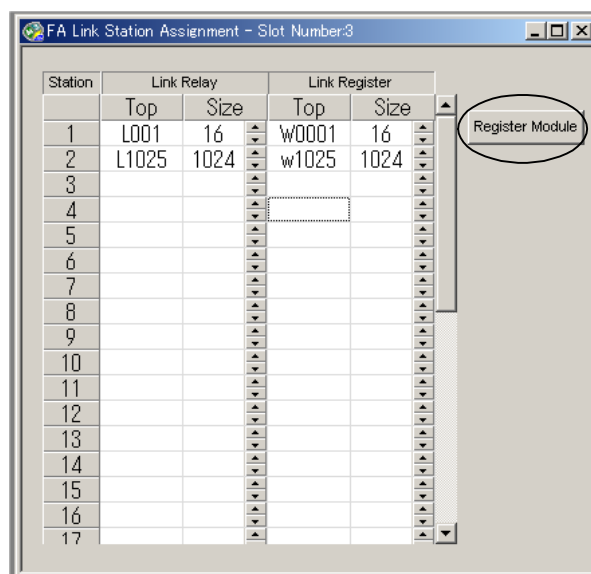 FA Link Station Assignment - Slot Number:3
Station Link Relay Link Register
Top Size Top Size
Register Module
1 L001 16 W0001 16
2 L1025 1024 w1025 1024
3
4
5
6
7
8
9
10
11
12
13
14
15
16
17